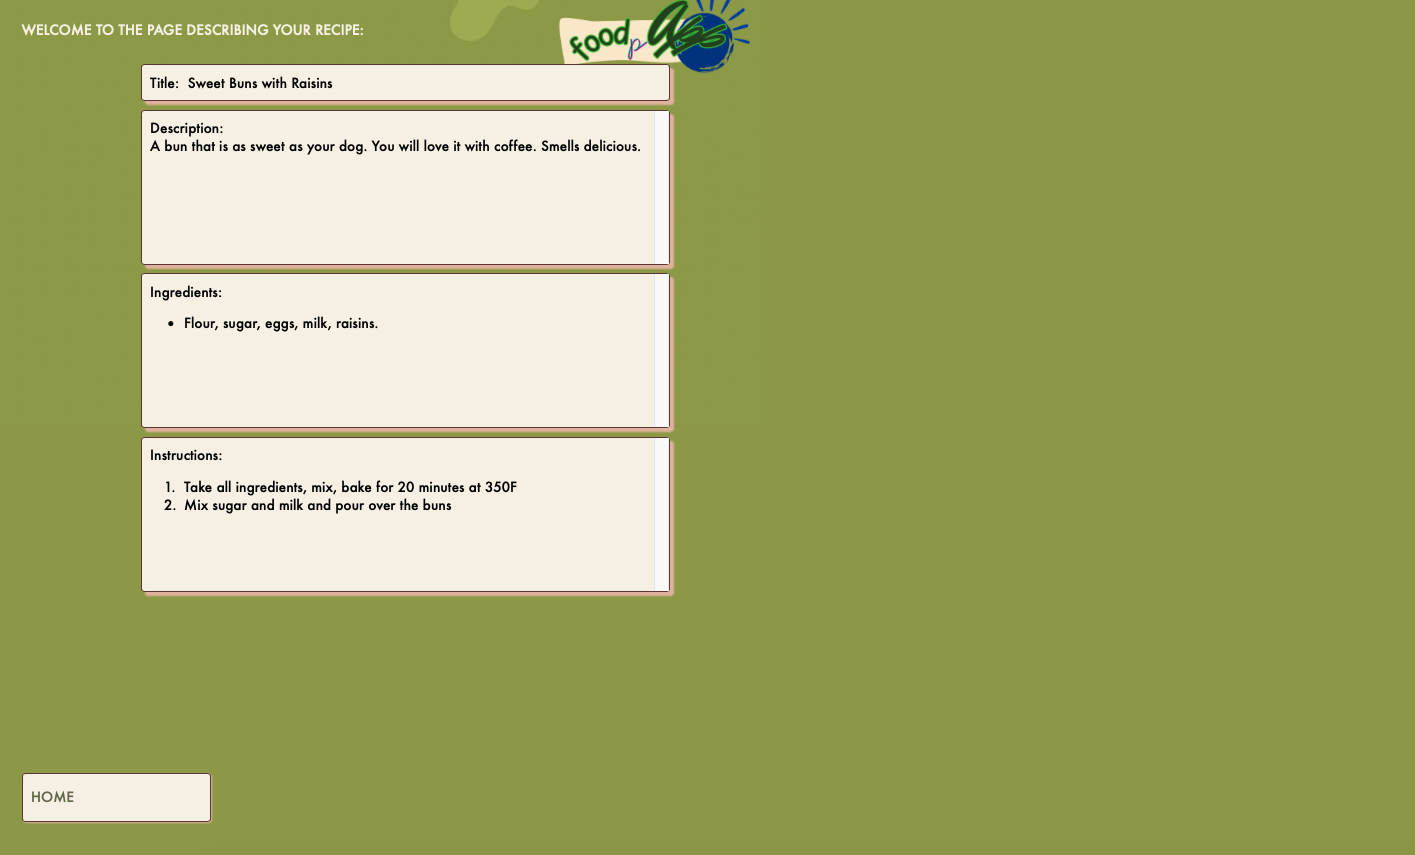 WELCOME TO THE PAGE DESCRIBING YOUR RECIPE:
food
Title: Sweet Buns with Raisins
Description:
A bun that is as sweet as your dog. You will love it with coffee. Smells delicious.
Ingredients:
• Flour, sugar, eggs, milk, raisins.
Instructions:
1. Take all ingredients, mix, bake for 20 minutes at 350F
2. Mix sugar and milk and pour over the buns
HOME